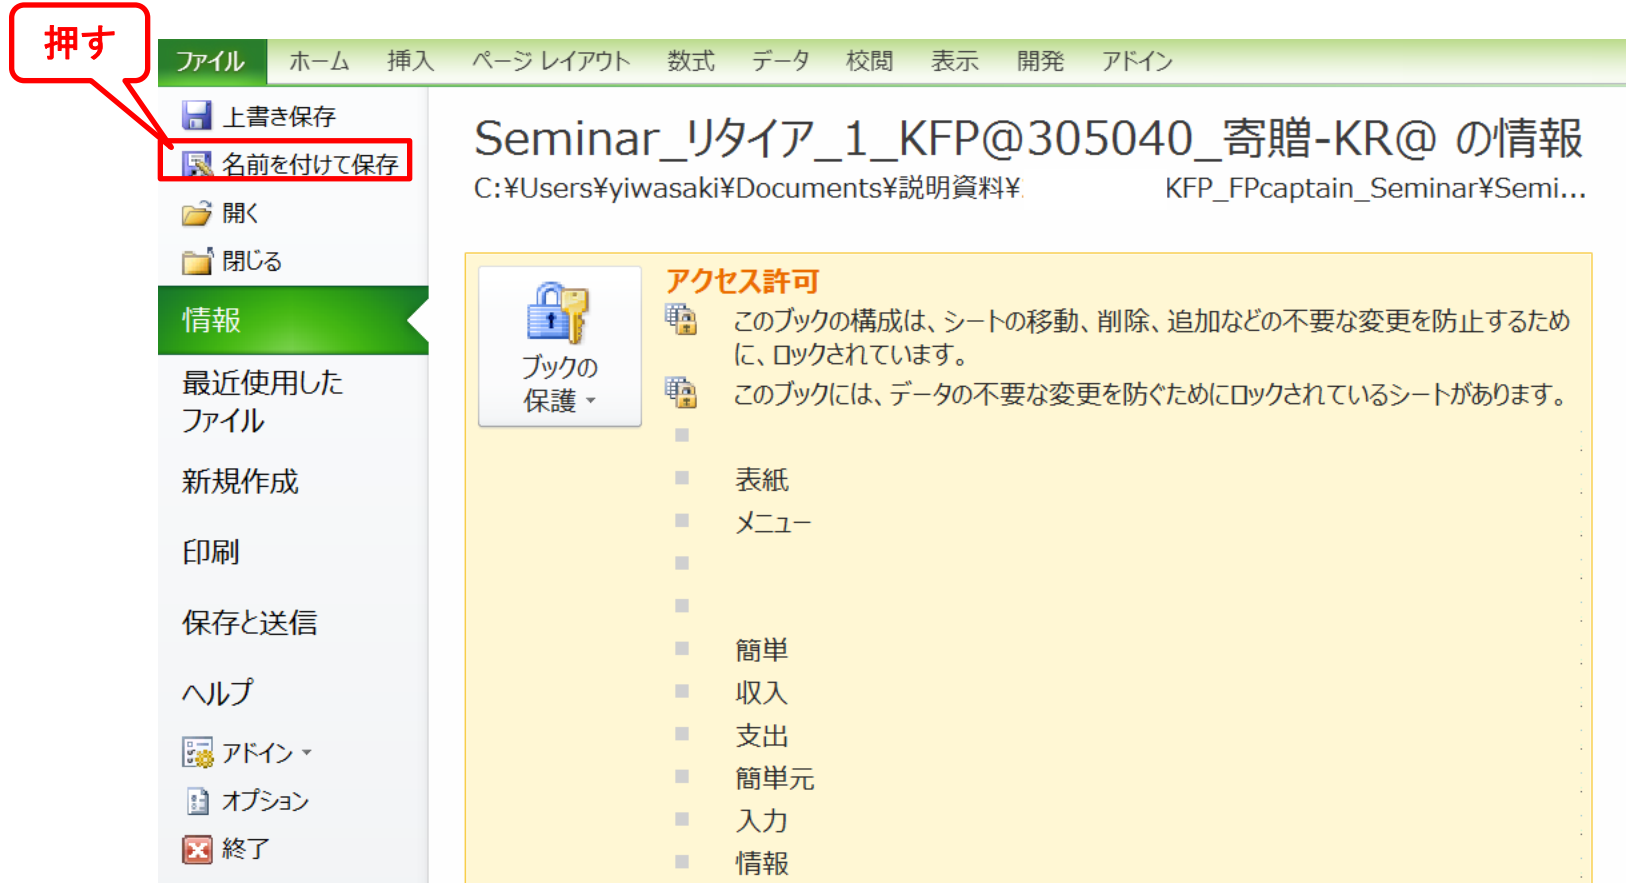 押す
ファイル ホーム 挿入 ページ レイアウト 数式 データ 校閲 表示 開発 アドイン
上書き保存
名前を付けて保存
開く
閉じる
情報
最近使用した
ファイル
新規作成
印刷
保存と送信
ヘルプ
アドイン
オプション
終了
Seminar_リタイア_1_KFP@305040_寄贈-KR@ の情報
C:¥Users¥yiwasaki¥Documents¥説明資料¥ KFP_FPcaptain_Seminar¥Semi...
ブックの
保護
アクセス許可
このブックの構成は、シートの移動、削除、追加などの不要な変更を防止するため
に、ロックされています。
このブックには、データの不要な変更を防ぐためにロックされているシートがあります。
表紙
メニュー
簡単
収入
支出
簡単元
入力
情報